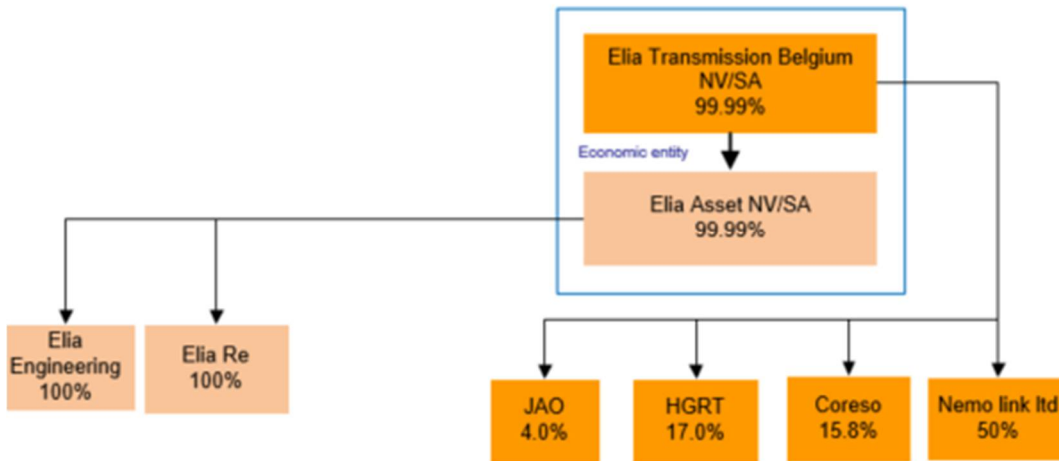 Elia Transmission Belgium
NV/SA
99.99%
Economic entity
Elia Asset NV/SA
99.99%
Elia
Engineering
100%
Elia Re
100%
JAO
4.0%
HGRT
17.0%
Coreso
15.8%
Nemo link ltd
50%